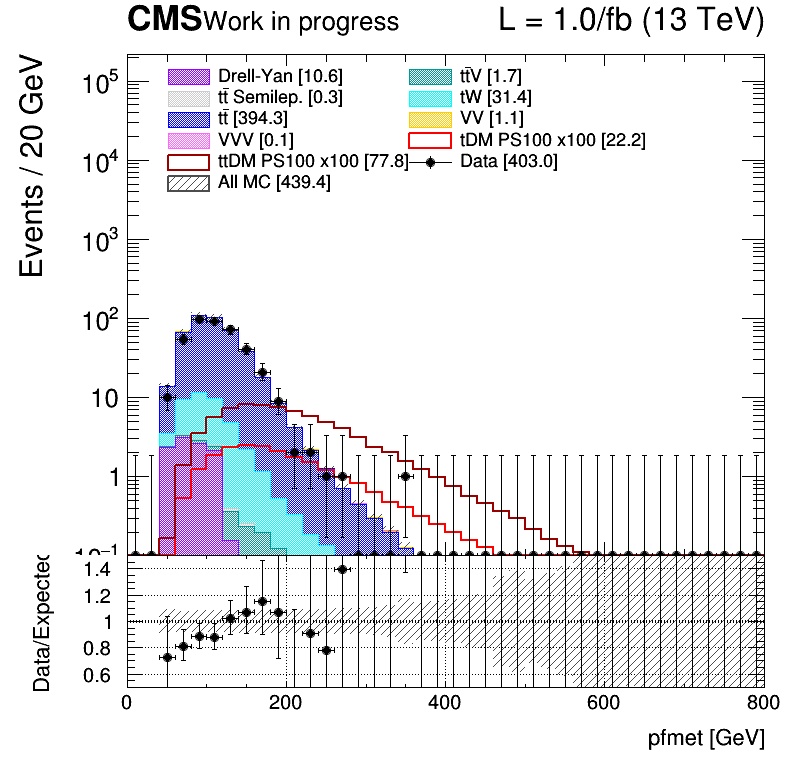 CMS Work in progress L = 1.0/fb (13 TeV)
Events / 20 GeV
Drell-Yan [10.6] tt̄V [1.7]
tt̄ Semilep. [0.3] tW [31.4]
tt̄ [394.3] VV [1.1]
VVV [0.1] tDM PS100 x100 [22.2]
ttDM PS100 x100 [77.8] Data [403.0]
All MC [439.4]
10⁵
10⁴
10³
10²
10
1
10⁻¹
Data/Expected
1.4
1.2
1
0.8
0.6
0 200 400 600 800
pfmet [GeV]